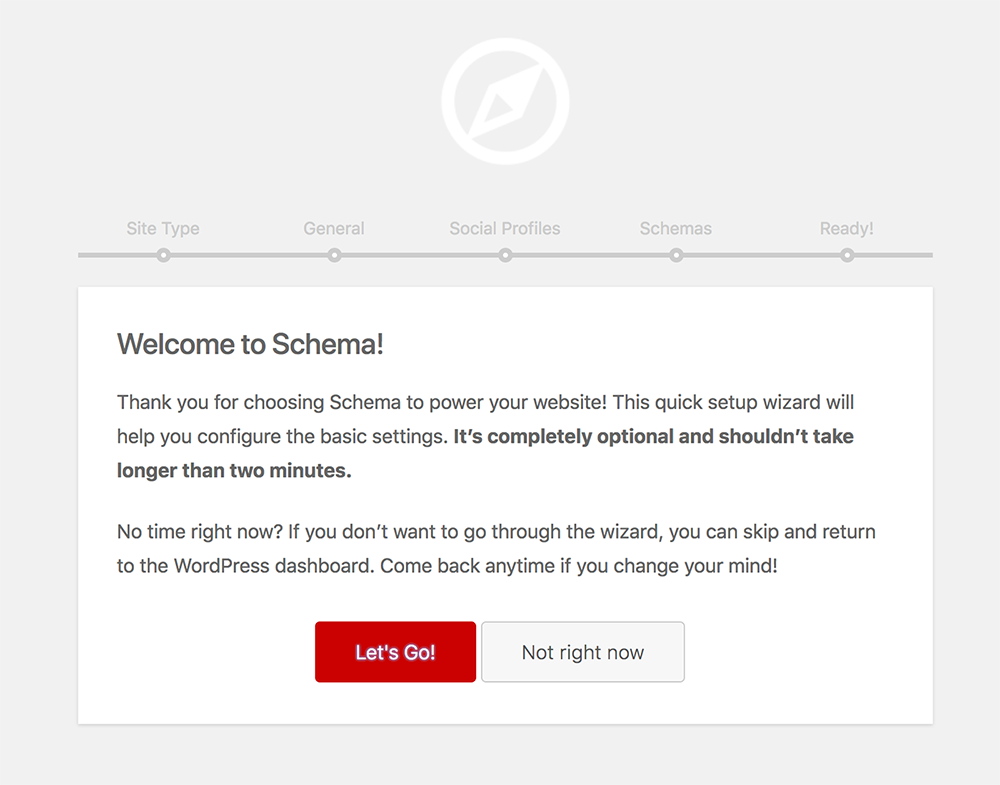 Site Type General Social Profiles Schemas Ready!
Welcome to Schema!
Thank you for choosing Schema to power your website! This quick setup wizard will
help you configure the basic settings. It’s completely optional and shouldn’t take
longer than two minutes.
No time right now? If you don’t want to go through the wizard, you can skip and return
to the WordPress dashboard. Come back anytime if you change your mind!
Let's Go! Not right now